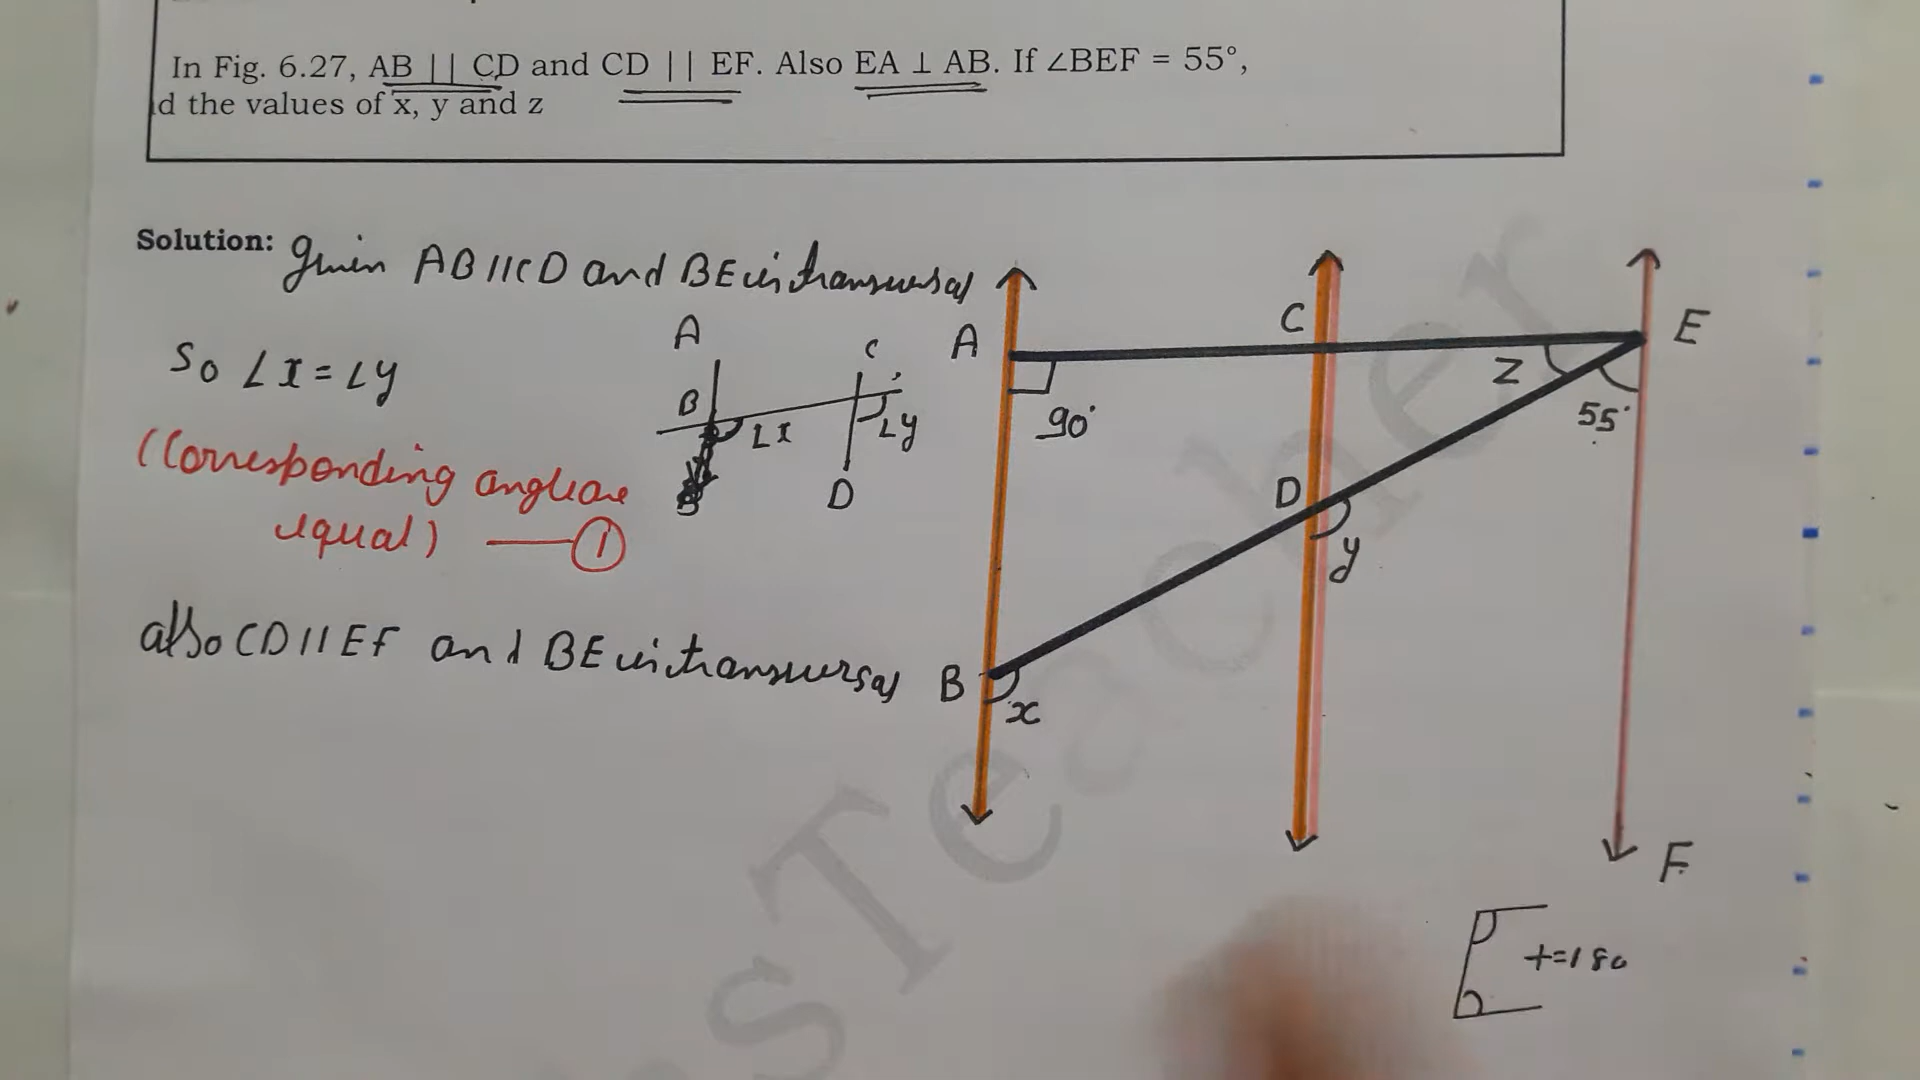 In Fig. 6.27, AB || CD and CD || EF. Also EA ⊥ AB. If ∠BEF = 55°,
d the values of x, y and z
Solution: given AB||CD and BE is transversal
So ∠x=∠y
(Corresponding angle are
equal) — ①
A
B
∠x
C
∠y
D
also CD||EF and BE is transversal
A
90°
C
E
Z
55°
D
y
B
x
F
+=180
sTeacher